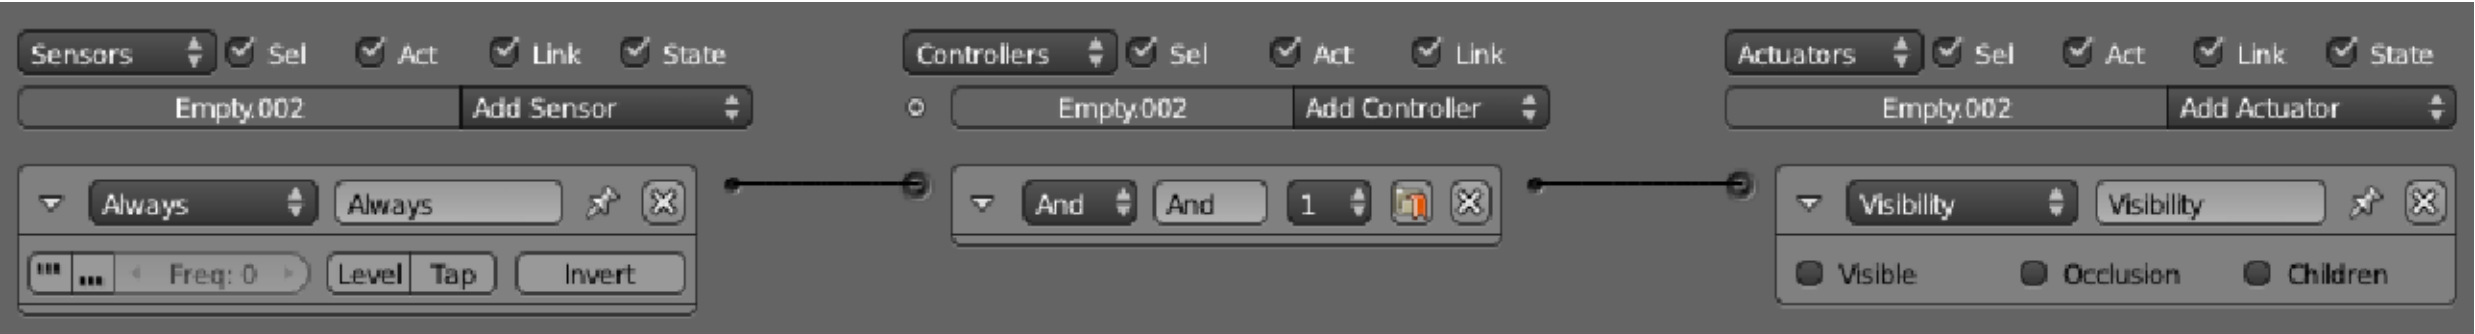 Sensors Sel Act Link State Controllers Sel Act Link Actuators Sel Act Link State
Empty.002 Add Sensor Empty.002 Add Controller Empty.002 Add Actuator
Always Always And And 1 Visibility Visibility
Freq: 0 Level Tap Invert Visible Occlusion Children